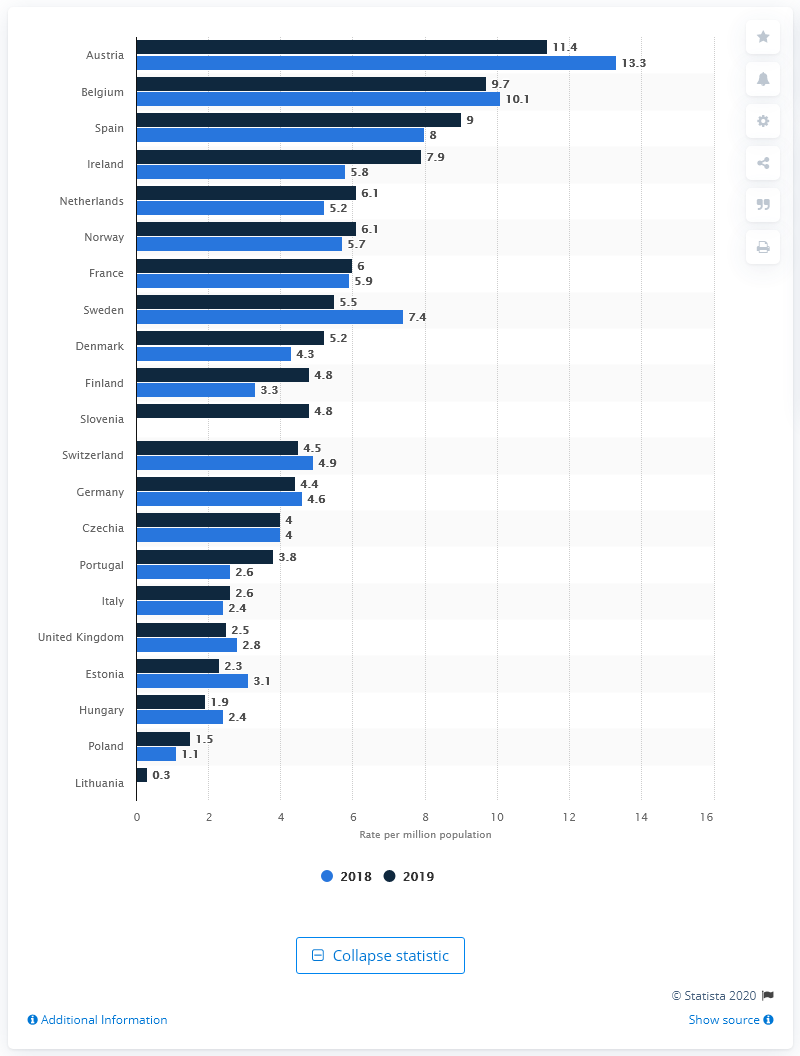 Austria 11.4
13.3
Belgium 9.7
10.1
Spain 9
8
Ireland 7.9
5.8
Netherlands 6.1
5.2
Norway 6.1
5.7
France 6
5.9
Sweden 5.5
7.4
Denmark 5.2
4.3
Finland 4.8
3.3
Slovenia 4.8
Switzerland 4.5
4.9
Germany 4.4
4.6
Czechia 4
4
Portugal 3.8
2.6
Italy 2.6
2.4
United Kingdom 2.5
2.8
Estonia 2.3
3.1
Hungary 1.9
2.4
Poland 1.5
1.1
Lithuania 0.3
0 2 4 6 8 10 12 14 16
Rate per million population
2018 2019
Collapse statistic
© Statista 2020
Additional Information Show source